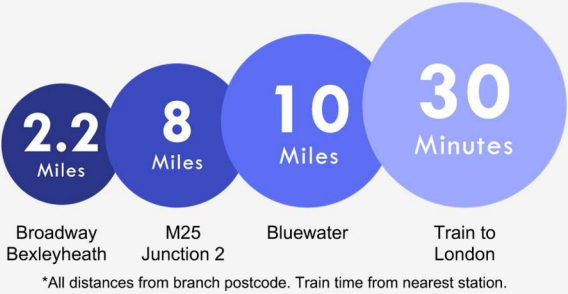 2.2
Miles
8
Miles
10
Miles
30
Minutes
Broadway
Bexleyheath
M25
Junction 2
Bluewater
Train to
London
*All distances from branch postcode. Train time from nearest station.